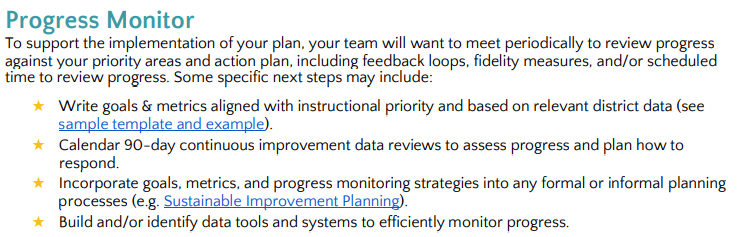 Progress Monitor
To support the implementation of your plan, your team will want to meet periodically to review progress
against your priority areas and action plan, including feedback loops, fidelity measures, and/or scheduled
time to review progress. Some specific next steps may include:
★ Write goals & metrics aligned with instructional priority and based on relevant district data (see
sample template and example).
★ Calendar 90-day continuous improvement data reviews to assess progress and plan how to
respond.
★ Incorporate goals, metrics, and progress monitoring strategies into any formal or informal planning
processes (e.g. Sustainable Improvement Planning).
★ Build and/or identify data tools and systems to efficiently monitor progress.